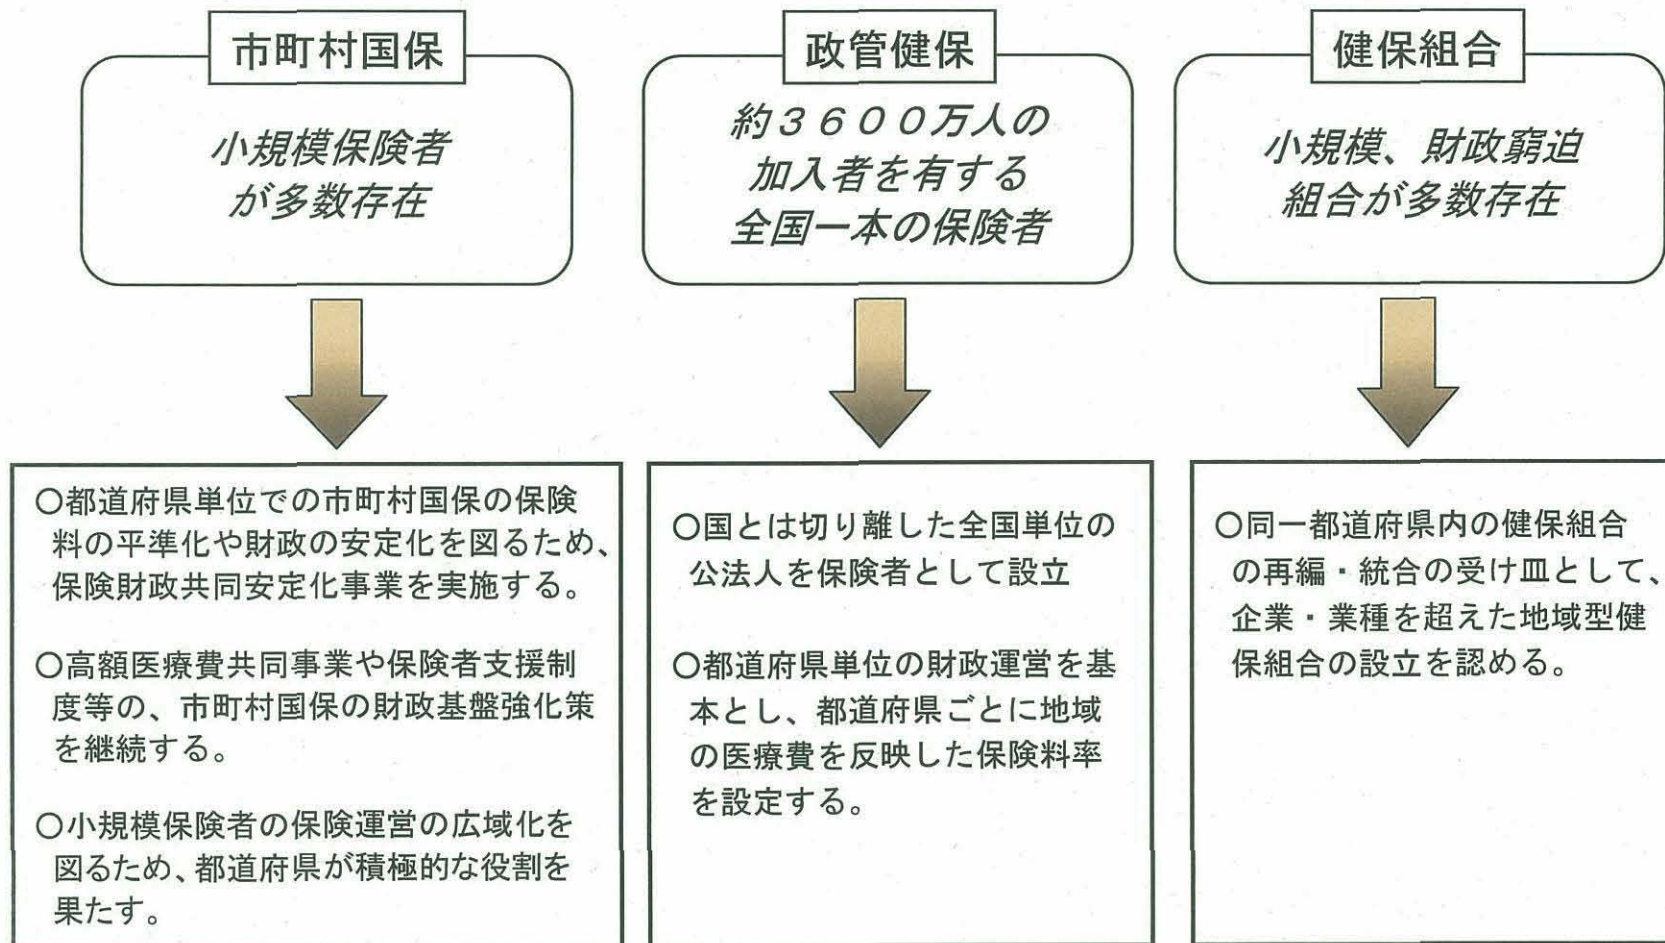 市町村国保
小規模保険者
が多数存在
○都道府県単位での市町村国保の保険
料の平準化や財政の安定化を図るため、
保険財政共同安定化事業を実施する。
○高額医療費共同事業や保険者支援制
度等の、市町村国保の財政基盤強化策
を継続する。
○小規模保険者の保険運営の広域化を
図るため、都道府県が積極的な役割を
果たす。
政管健保
約３６００万人の
加入者を有する
全国一本の保険者
○国とは切り離した全国単位の
公法人を保険者として設立
○都道府県単位の財政運営を基
本とし、都道府県ごとに地域
の医療費を反映した保険料率
を設定する。
健保組合
小規模、財政窮迫
組合が多数存在
○同一都道府県内の健保組合
の再編・統合の受け皿として、
企業・業種を超えた地域型健
保組合の設立を認める。